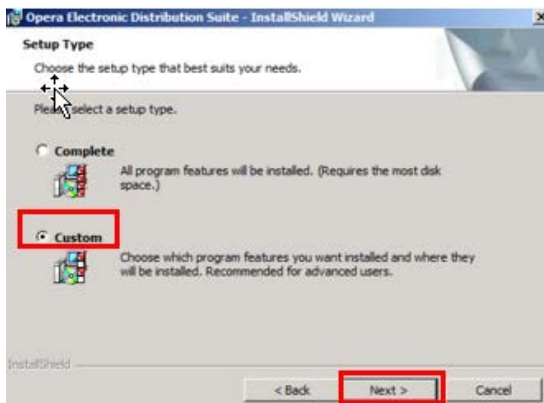 Opera Electronic Distribution Suite - InstallShield Wizard
Setup Type
Choose the setup type that best suits your needs.
Please select a setup type.
Complete
All program features will be installed. (Requires the most disk
space.)
Custom
Choose which program features you want installed and where they
will be installed. Recommended for advanced users.
InstallShield
< Back
Next >
Cancel